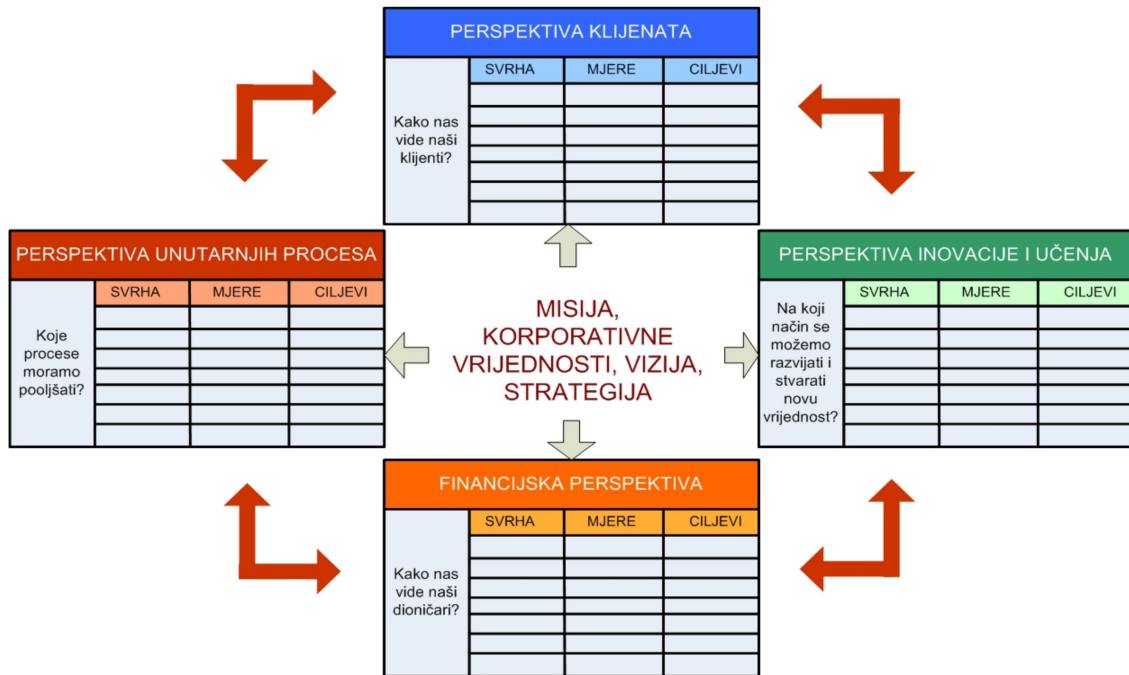 PERSPEKTIVA KLIJENATA
SVRHA MJERE CILJEVI
Kako nas
vide naši
klijenti?
PERSPEKTIVA UNUTARNJIH PROCESA
SVRHA MJERE CILJEVI
Koje
procese
moramo
pooljšati?
MISIJA,
KORPORATIVNE
VRIJEDNOSTI, VIZIJA,
STRATEGIJA
PERSPEKTIVA INOVACIJE I UČENJA
SVRHA MJERE CILJEVI
Na koji
način se
možemo
razvijati i
stvarati
novu
vrijednost?
FINANCIJSKA PERSPEKTIVA
SVRHA MJERE CILJEVI
Kako nas
vide naši
dioničari?